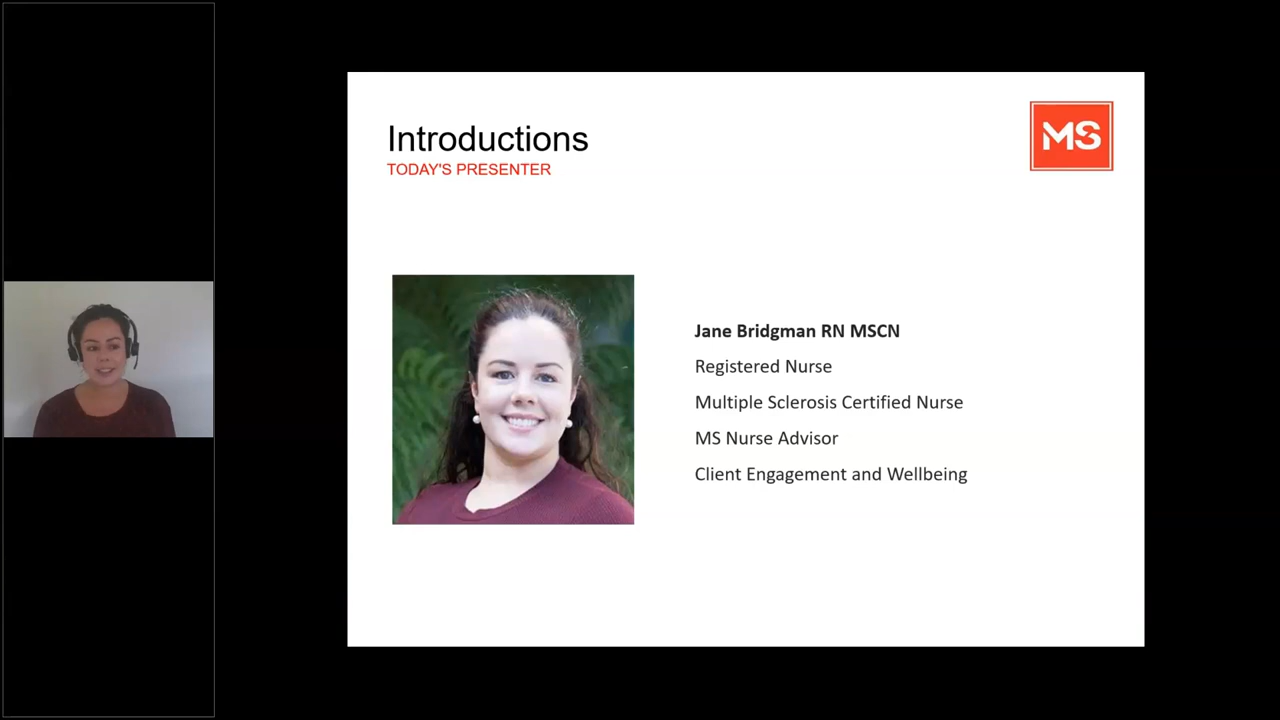 Introductions
TODAY'S PRESENTER
MS
Jane Bridgman RN MSCN
Registered Nurse
Multiple Sclerosis Certified Nurse
MS Nurse Advisor
Client Engagement and Wellbeing